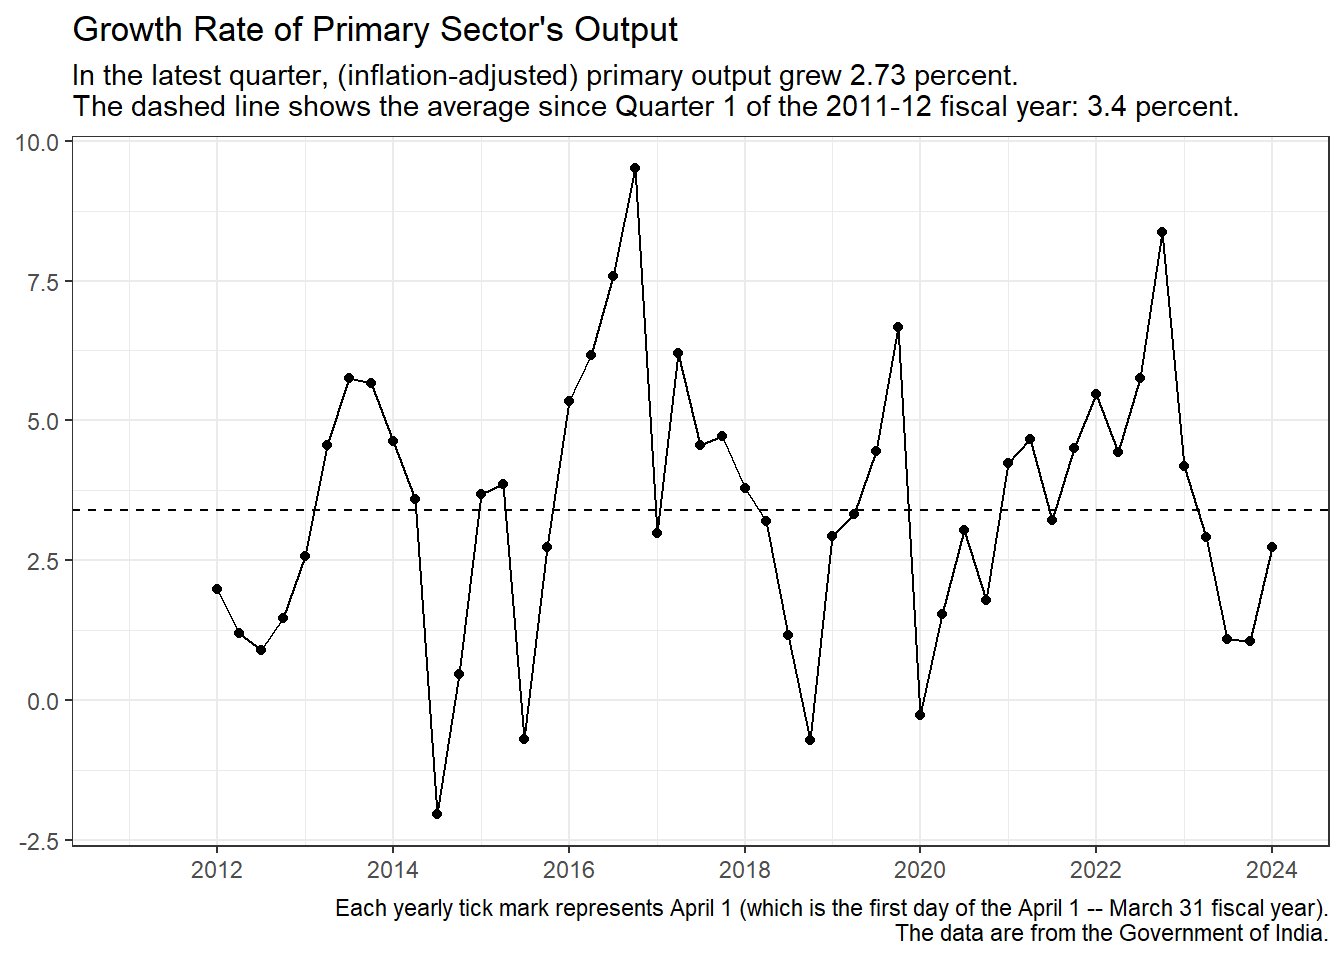 Growth Rate of Primary Sector's Output
In the latest quarter, (inflation-adjusted) primary output grew 2.73 percent.
The dashed line shows the average since Quarter 1 of the 2011-12 fiscal year: 3.4 percent.
10.0
7.5
5.0
2.5
0.0
-2.5
2012 2014 2016 2018 2020 2022 2024
Each yearly tick mark represents April 1 (which is the first day of the April 1 -- March 31 fiscal year).
The data are from the Government of India.